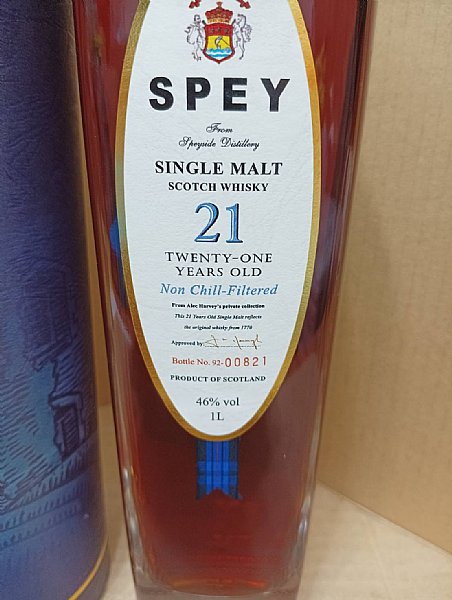 SPEY
From
Speyside Distillery
SINGLE MALT
SCOTCH WHISKY
21
TWENTY-ONE
YEARS OLD
Non Chill-Filtered
From Alec Harvey's private collection
This 21 Years Old Single Malt reflects
the original whisky from 1770
Approved by:
Bottle No. 92-00821
PRODUCT OF SCOTLAND
46% vol
1L